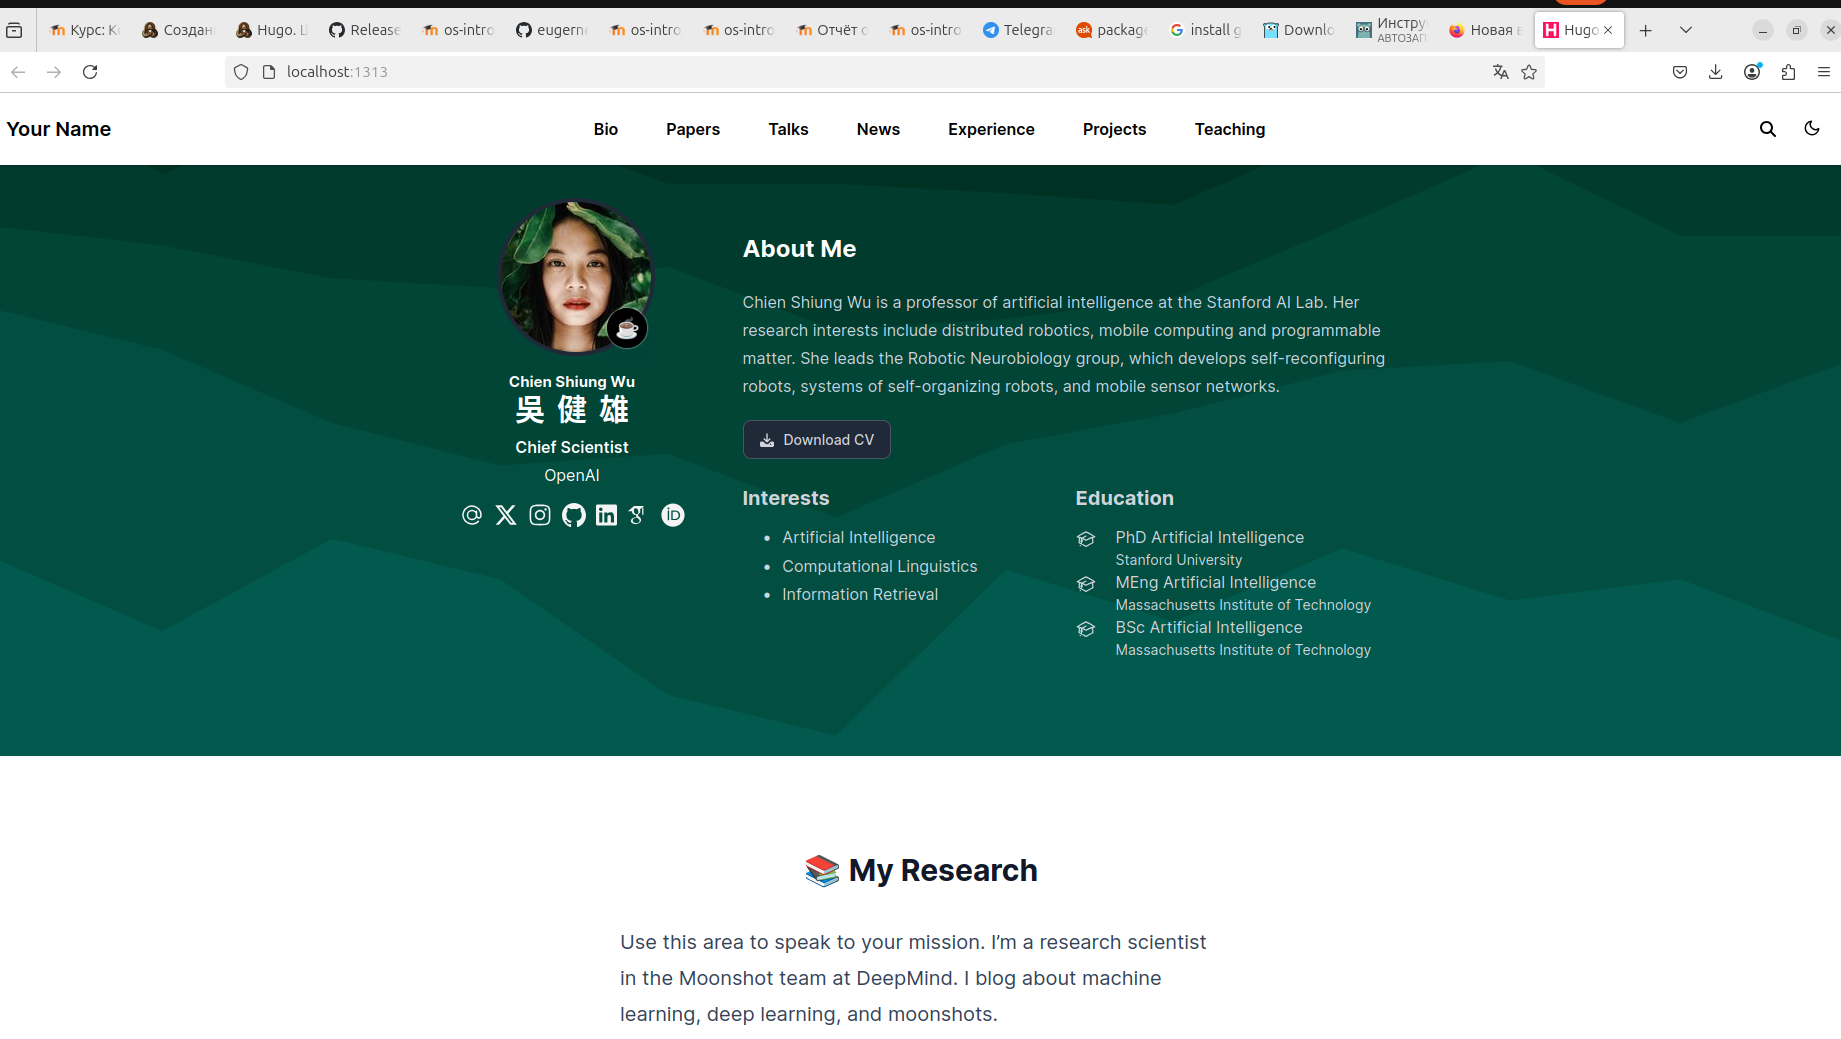 Курс:
Создан
Hugo.
Release
os-intro
eugern
os-intro
os-intro
Отчёт
os-intro
Telegra
ask
packag
install
Downlo
Инстру
АВТОЗАП
Новая
Hugo
localhost:1313
Your Name
Bio
Papers
Talks
News
Experience
Projects
Teaching
About Me
Chien Shiung Wu is a professor of artificial intelligence at the Stanford AI Lab. Her
research interests include distributed robotics, mobile computing and programmable
matter. She leads the Robotic Neurobiology group, which develops self-reconfiguring
robots, systems of self-organizing robots, and mobile sensor networks.
Download CV
Chien Shiung Wu
吳健雄
Chief Scientist
OpenAI
Interests
Artificial Intelligence
Computational Linguistics
Information Retrieval
Education
PhD Artificial Intelligence
Stanford University
MEng Artificial Intelligence
Massachusetts Institute of Technology
BSc Artificial Intelligence
Massachusetts Institute of Technology
📚 My Research
Use this area to speak to your mission. I’m a research scientist
in the Moonshot team at DeepMind. I blog about machine
learning, deep learning, and moonshots.